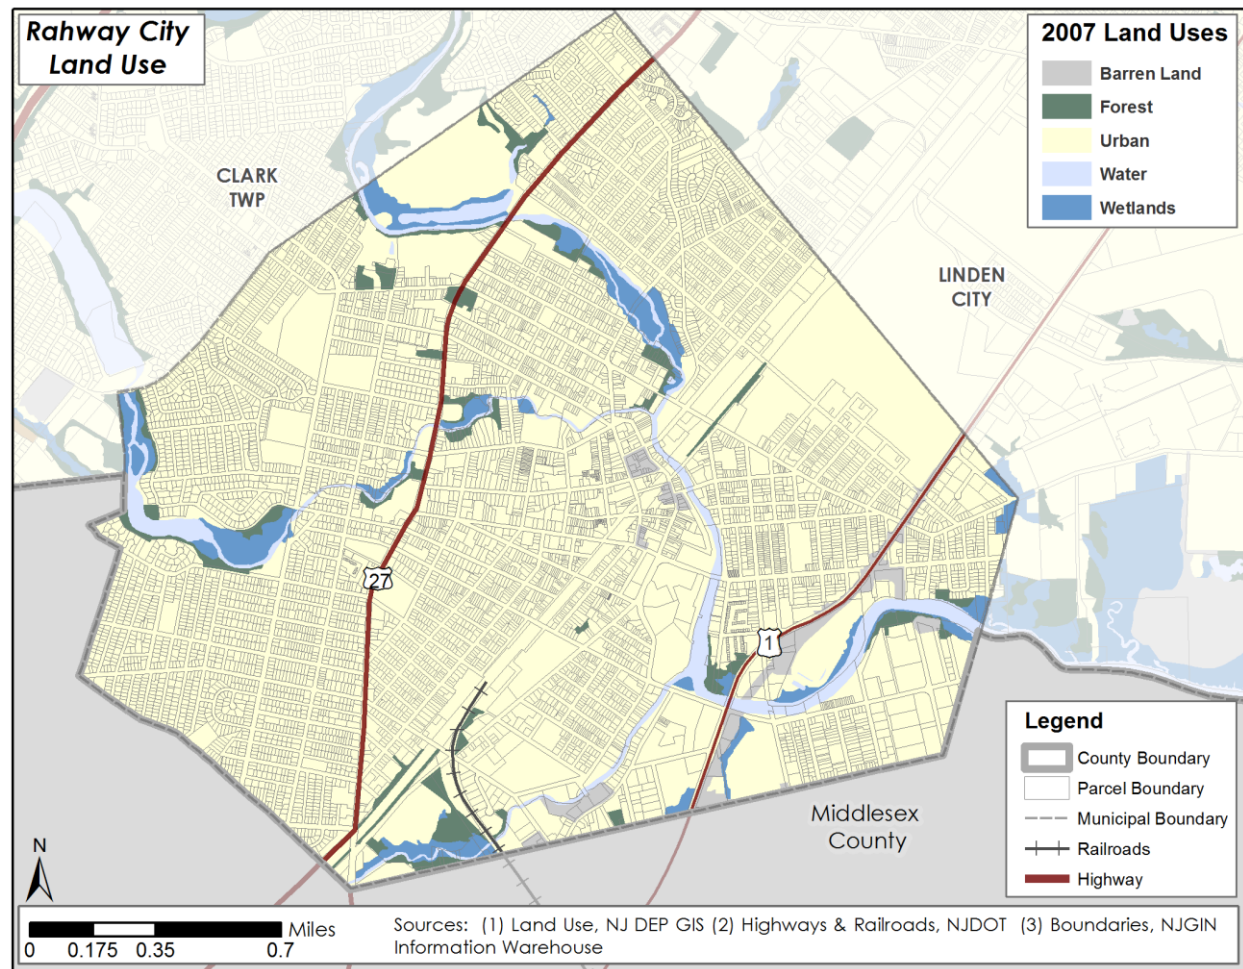 Rahway City
Land Use
2007 Land Uses
Barren Land
Forest
Urban
Water
Wetlands
CLARK
TWP
LINDEN
CITY
27
1
Middlesex
County
Legend
County Boundary
Parcel Boundary
Municipal Boundary
Railroads
Highway
N
Miles
0 0.175 0.35 0.7
Sources: (1) Land Use, NJ DEP GIS (2) Highways & Railroads, NJDOT (3) Boundaries, NJGIN
Information Warehouse